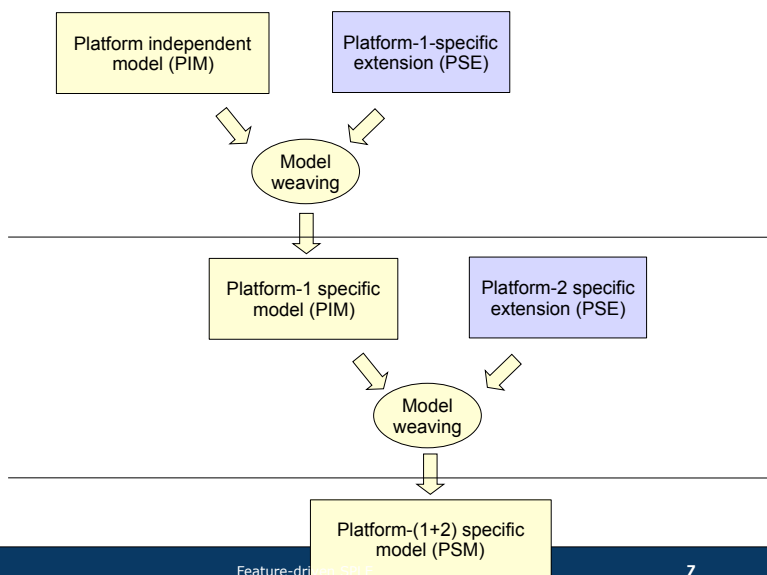 Platform independent
model (PIM)
Platform-1-specific
extension (PSE)
Model
weaving
Platform-1 specific
model (PIM)
Platform-2 specific
extension (PSE)
Model
weaving
Platform-(1+2) specific
model (PSM)
7